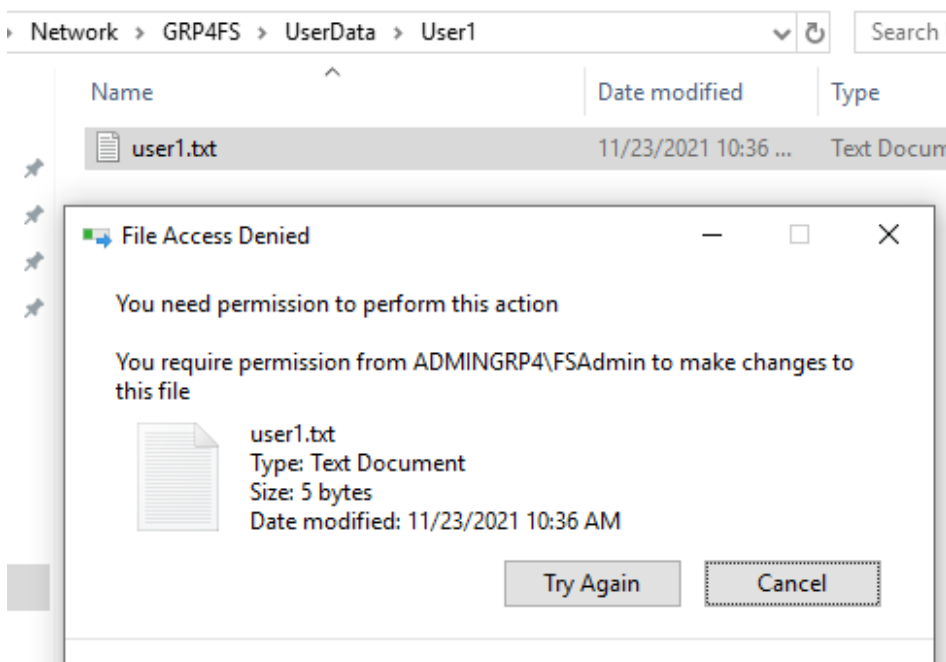 Network > GRP4FS > UserData > User1 Search
Name Date modified Type
user1.txt 11/23/2021 10:36 ... Text Docum
File Access Denied
You need permission to perform this action
You require permission from ADMINGRP4\FSAdmin to make changes to
this file
user1.txt
Type: Text Document
Size: 5 bytes
Date modified: 11/23/2021 10:36 AM
Try Again Cancel